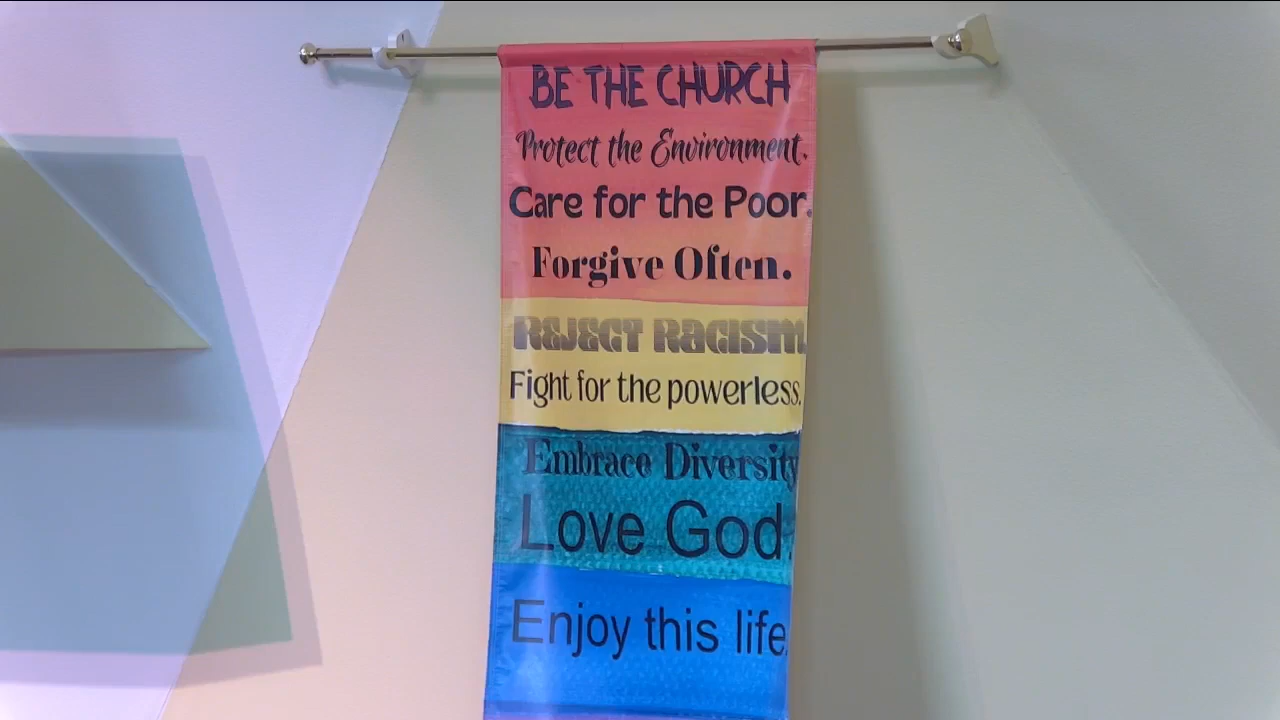 BE THE CHURCH
Protect the Environment.
Care for the Poor.
Forgive Often.
REJECT RACISM.
Fight for the powerless.
Embrace Diversity
Love God.
Enjoy this life.